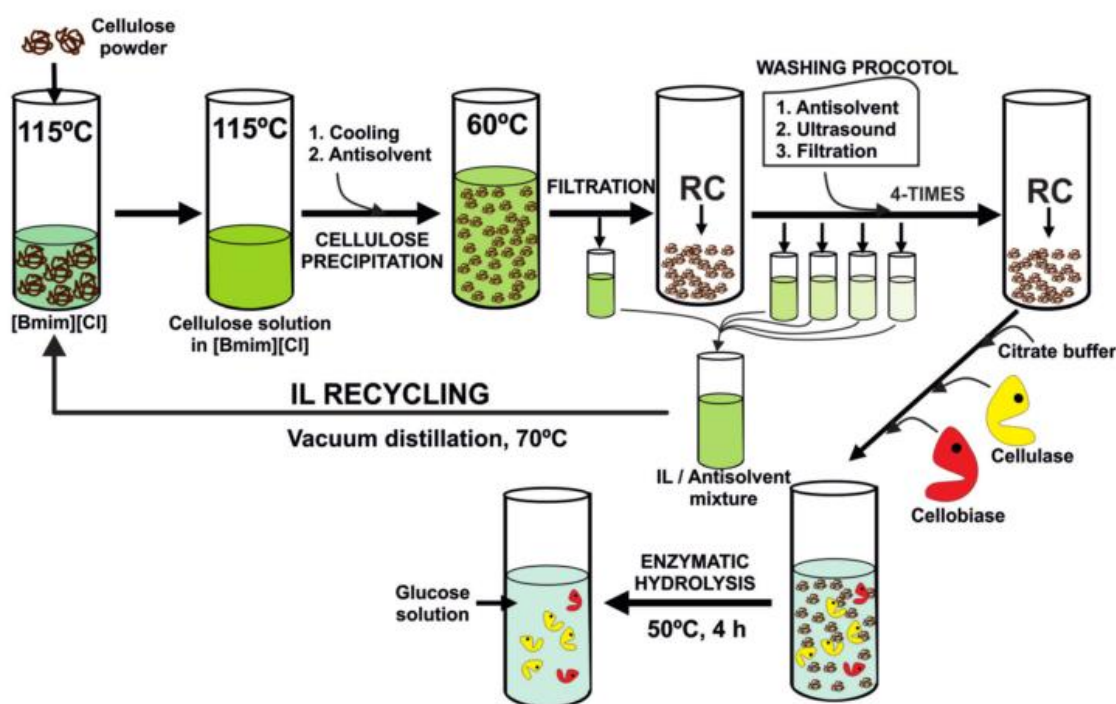 Cellulose
powder
115ºC
[Bmim][Cl]
115ºC
Cellulose solution
in [Bmim][Cl]
1. Cooling
2. Antisolvent
CELLULOSE
PRECIPITATION
60ºC
FILTRATION
RC
WASHING PROCOTOL
1. Antisolvent
2. Ultrasound
3. Filtration
4-TIMES
RC
IL RECYCLING
Vacuum distillation, 70ºC
IL / Antisolvent
mixture
Citrate buffer
Cellulase
Cellobiase
ENZYMATIC
HYDROLYSIS
50ºC, 4 h
Glucose
solution